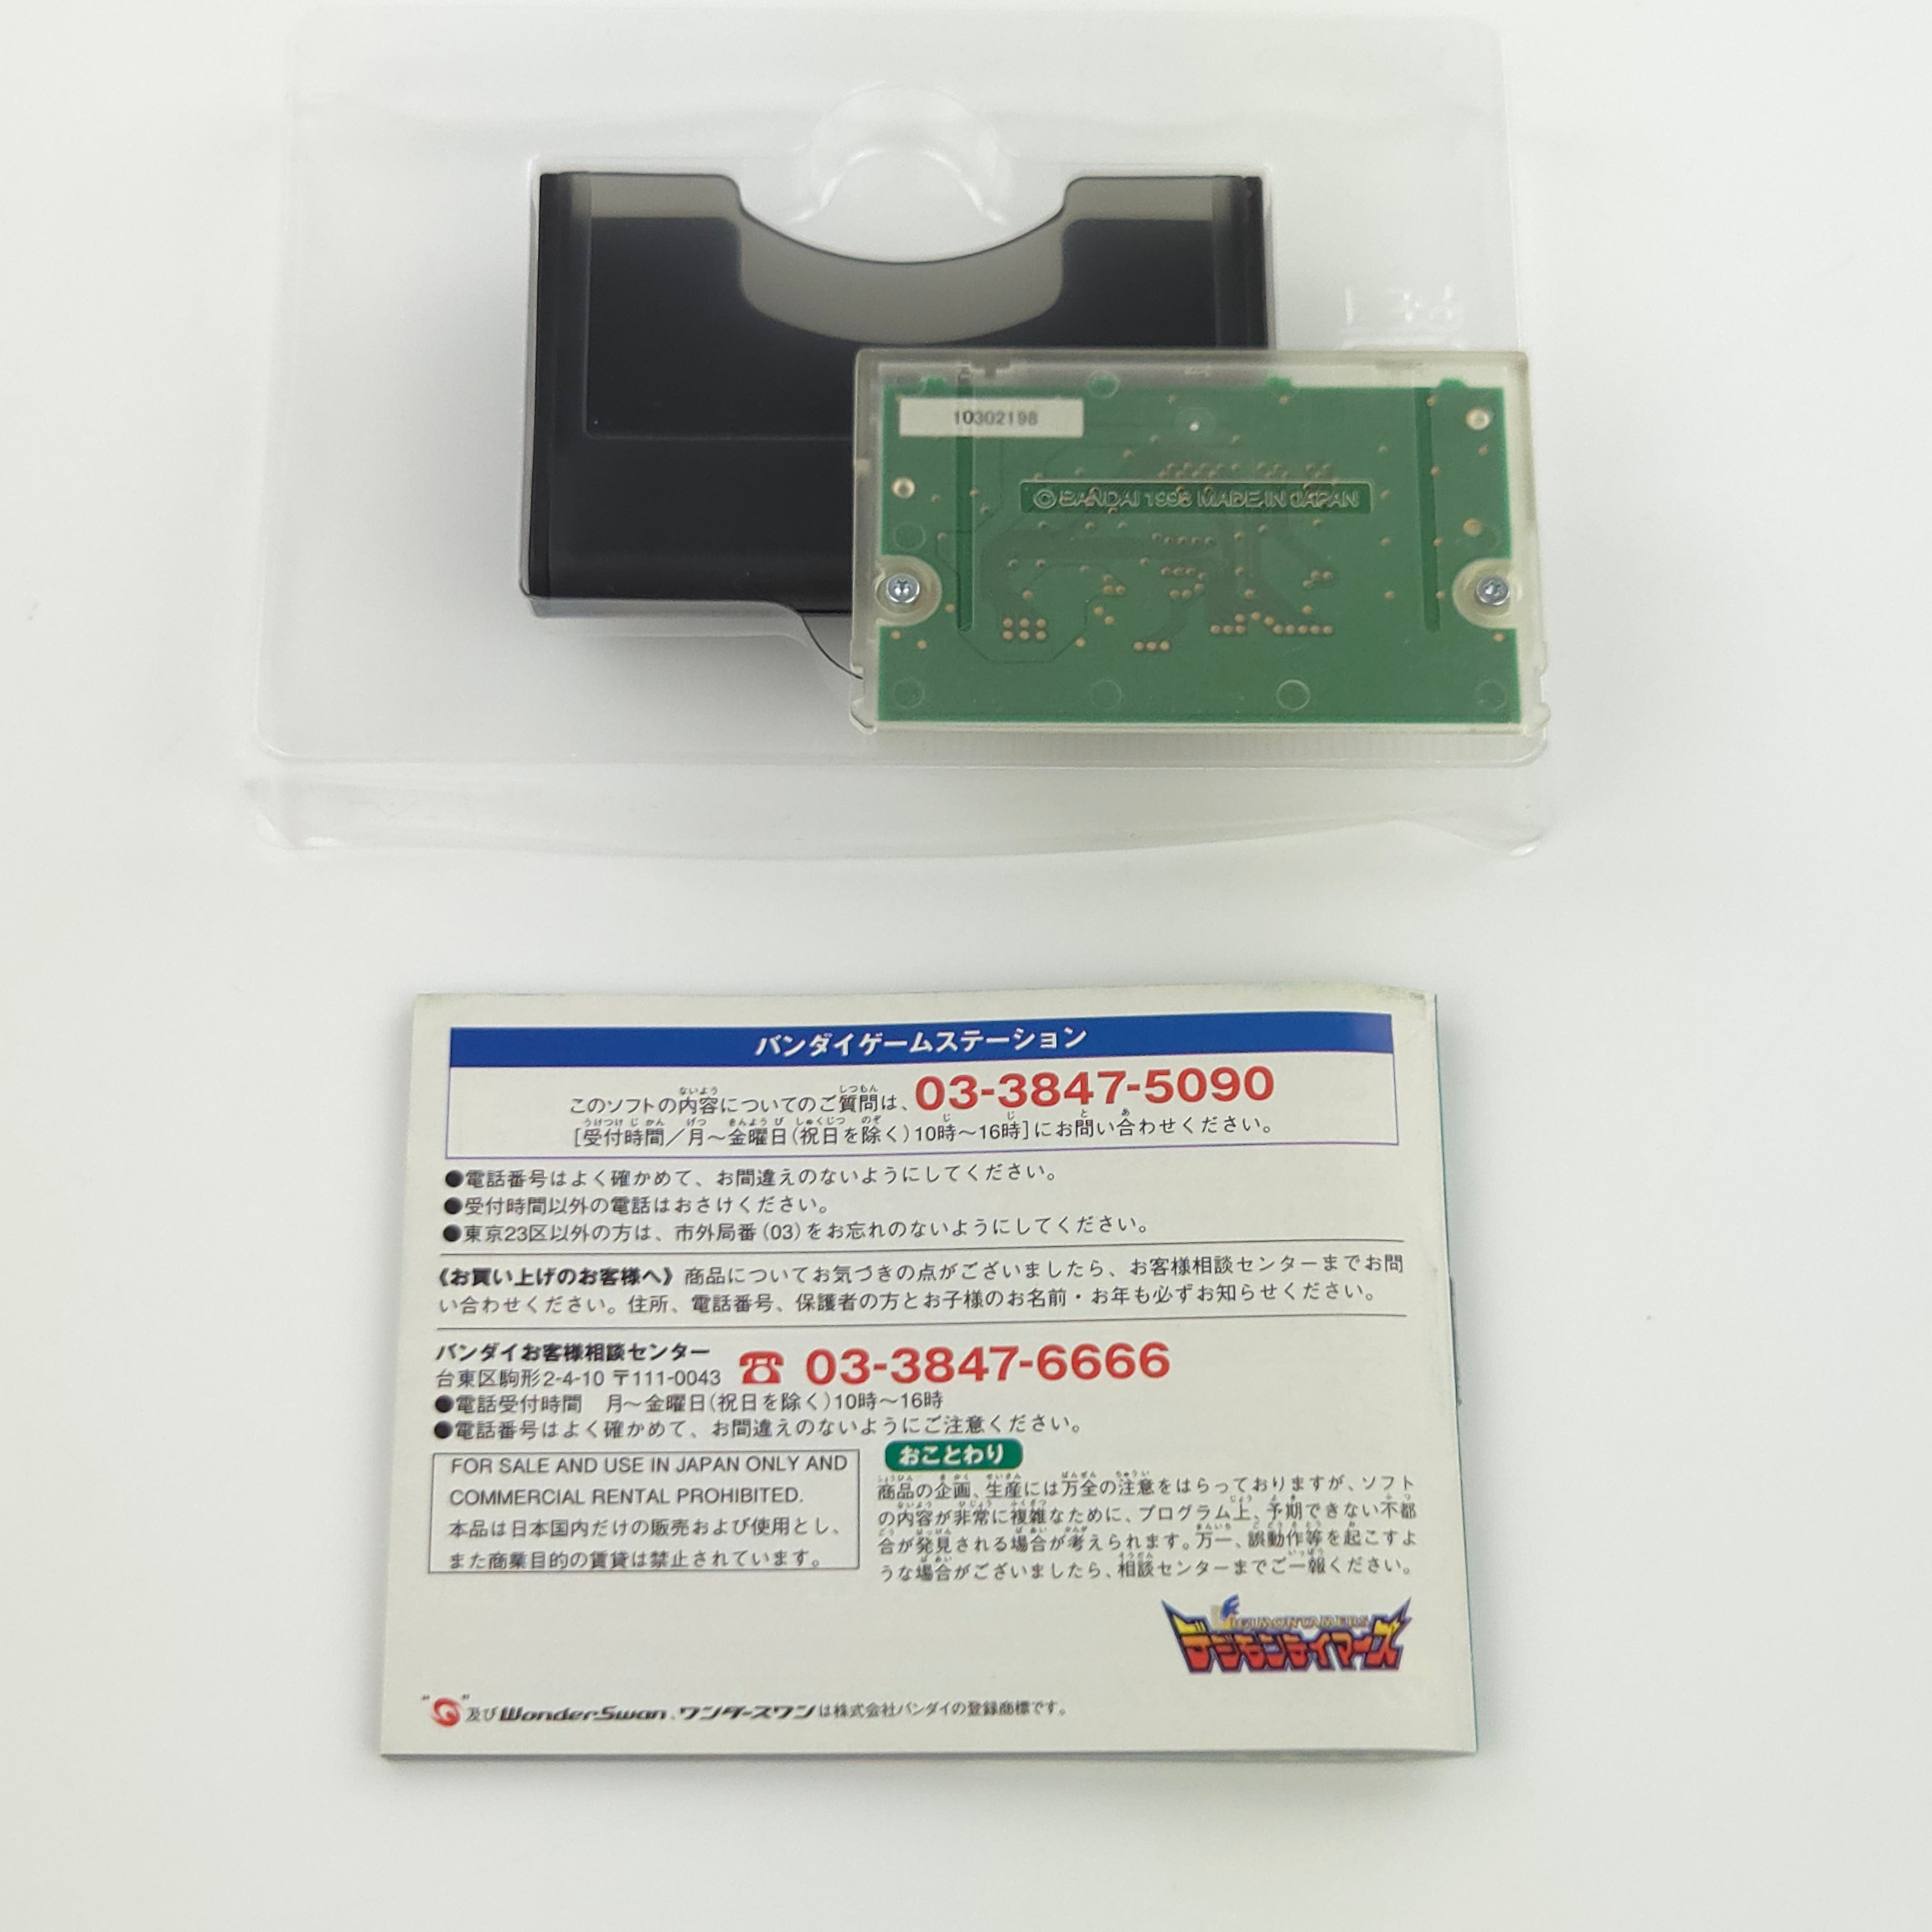 10302198
© BANDAI 1998 MADE IN JAPAN
バンダイゲームステーション
このソフトの内容についてのご質問は、03-3847-5090
[受付時間/月～金曜日(祝日を除く)10時～16時]にお問い合わせください。
●電話番号はよく確かめて、お間違えのないようにしてください。
●受付時間以外の電話はおさけください。
●東京23区以外の方は、市外局番(03)をお忘れのないようにしてください。
《お買い上げのお客様へ》商品についてお気づきの点がございましたら、お客様相談センターまでお問
い合わせください。住所、電話番号、保護者の方とお子様のお名前・お年も必ずお知らせください。
バンダイお客様相談センター
台東区駒形2-4-10 〒111-0043 ☎ 03-3847-6666
●電話受付時間 月～金曜日(祝日を除く)10時～16時
●電話番号はよく確かめて、お間違えのないようにご注意ください。
FOR SALE AND USE IN JAPAN ONLY AND
COMMERCIAL RENTAL PROHIBITED.
本品は日本国内だけの販売および使用とし、
また商業目的の賃貸は禁止されています。
おことわり
商品の企画、生産には万全の注意をはらっておりますが、ソフト
の内容が非常に複雑なために、プログラム上、予期できない不都
合が発見される場合が考えられます。万一、誤動作等を起こすよ
うな場合がございましたら、相談センターまでご一報ください。
DIGIMON TAMERS
デジモンテイマーズ
""及びWonderSwan、ワンダースワンは株式会社バンダイの登録商標です。